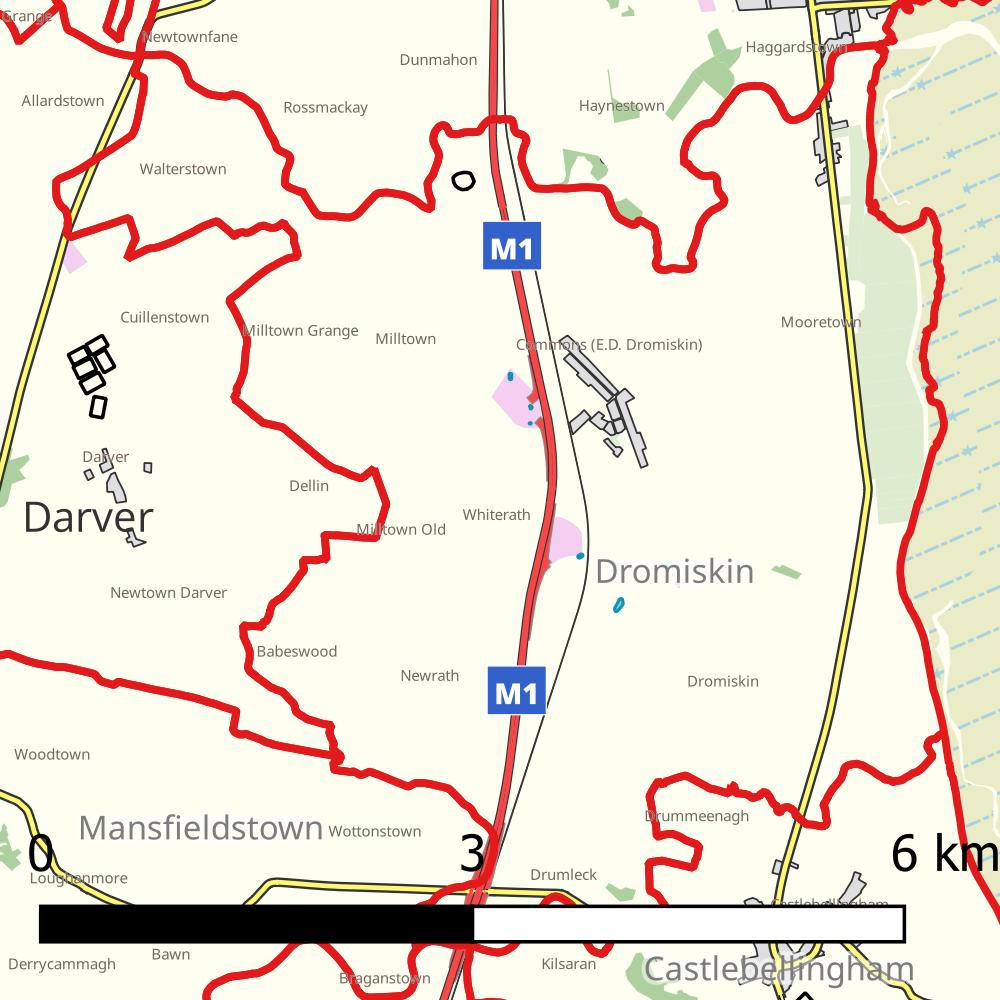 Grange
Newtownfane
Haggardstown
Dunmahon
Allardstown
Rossmackay
Haynestown
Walterstown
M1
Cuillenstown
Milltown Grange
Milltown
Mooretown
Commons (E.D. Dromiskin)
Darver
Dellin
Darver
Whiterath
Milltown Old
Dromiskin
Newtown Darver
Babeswood
Newrath
Dromiskin
M1
Woodtown
Drummeenagh
Mansfieldstown
Wottonstown
0
3
6 km
Loughanmore
Drumleck
Castlebellingham
Bawn
Derrycammagh
Kilsaran
Castlebellingham
Braganstown